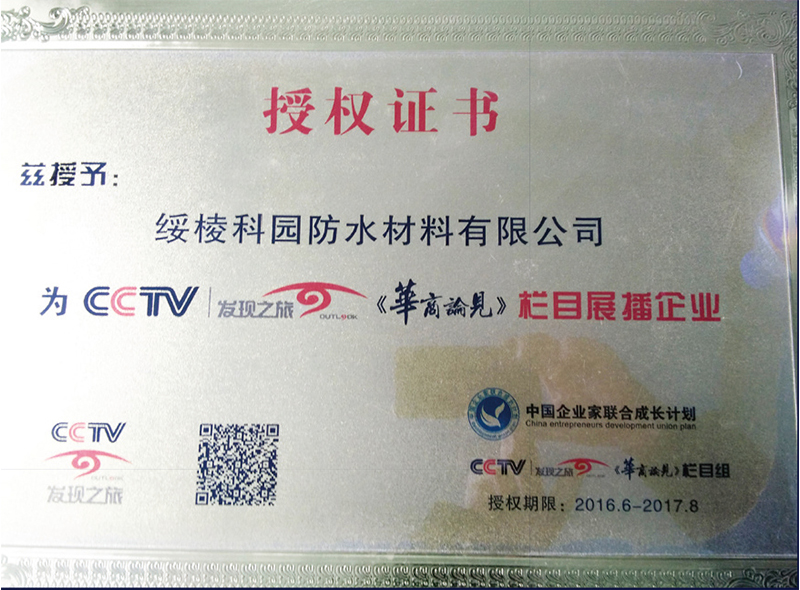 授权证书
兹授予：
绥棱科园防水材料有限公司
为 CCTV 发现之旅 OUTLOOK 《華商論見》栏目展播企业
中国企业家联合成长计划
China entrepreneurs development union plan
CCTV 发现之旅 《華商論見》栏目组
授权期限：2016.6-2017.8
CCTV
OUTLOOK
发现之旅